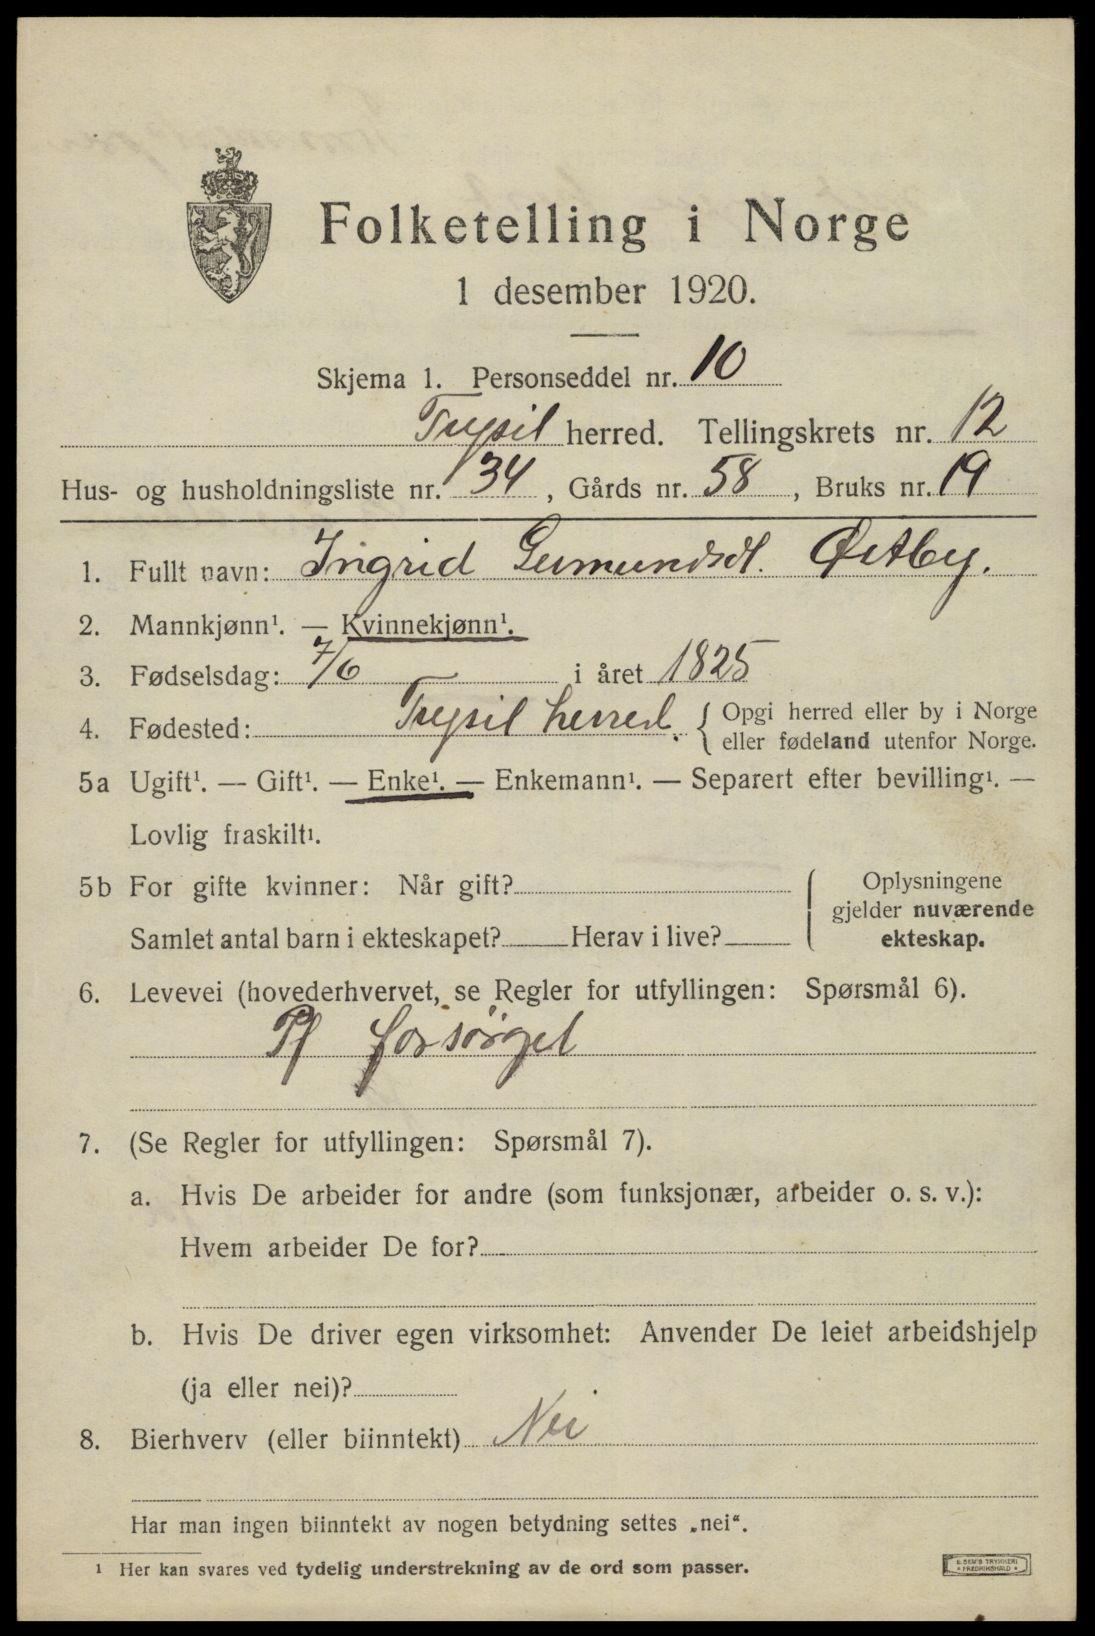 Folketelling i Norge
1 desember 1920.
Skjema 1. Personseddel nr. 10
Trysil herred. Tellingskrets nr. 12
Hus- og husholdningsliste nr. 34, Gårds nr. 58, Bruks nr. 19
1. Fullt navn: Ingrid Gumundsdt. Østby.
2. Mannkjønn¹. — Kvinnekjønn¹.
3. Fødselsdag: 7/6 i året 1825
4. Fødested: Trysil herred. { Opgi herred eller by i Norge
eller fødeland utenfor Norge.
5a Ugift¹. — Gift¹. — Enke¹. — Enkemann¹. — Separert efter bevilling¹. —
Lovlig fraskilt¹.
5b For gifte kvinner: Når gift? { Oplysningene
gjelder nuværende
Samlet antal barn i ekteskapet? Herav i live? ekteskap.
6. Levevei (hovederhvervet, se Regler for utfyllingen: Spørsmål 6).
Pf forsørget
7. (Se Regler for utfyllingen: Spørsmål 7).
a. Hvis De arbeider for andre (som funksjonær, arbeider o. s. v.):
Hvem arbeider De for?
b. Hvis De driver egen virksomhet: Anvender De leiet arbeidshjelp
(ja eller nei)?
8. Bierhverv (eller biinntekt) Nei
Har man ingen biinntekt av nogen betydning settes „nei“.
¹ Her kan svares ved tydelig understrekning av de ord som passer.
E. SEM'S TRYKKERI
• FREDRIKSHALD •